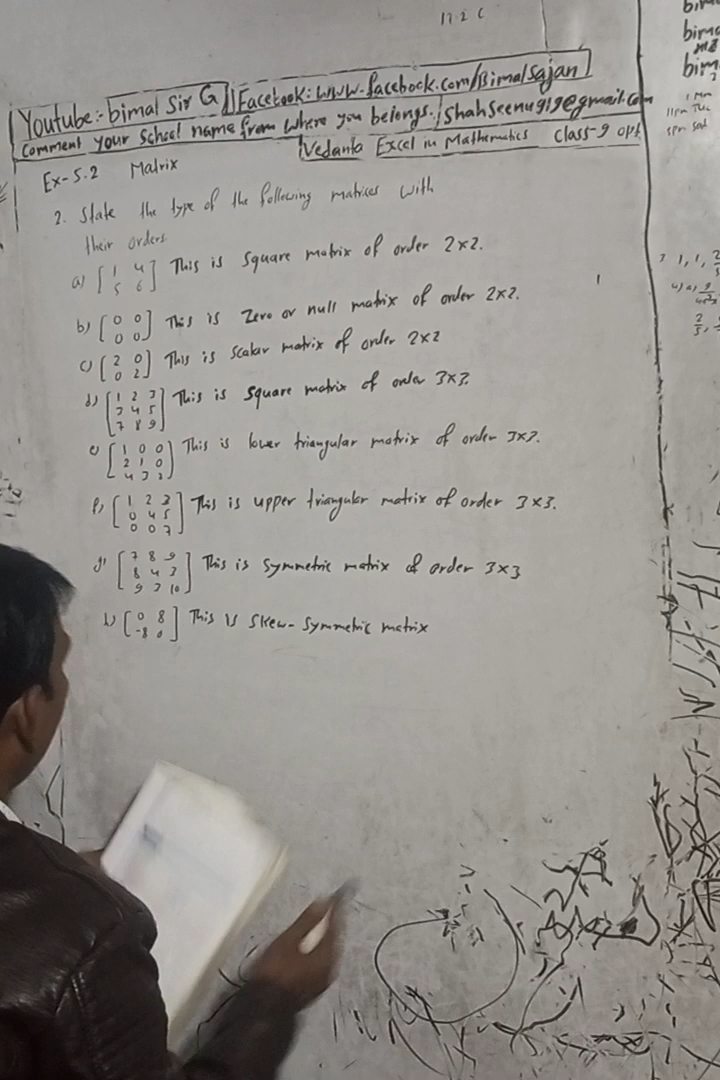 17.2 C
Youtube:- bimal Sir G || Facebook: www.facebook.com/Bimalsajan
Comment your school name from where you belongs. / Shahseenu919@gmail.com
Vedanta Excel in Mathematics class-9 opt
Ex-5.2 Matrix
2. State the type of the following matrices with
their orders.
a) [1 4
5 6] This is square matrix of order 2×2.
b) [0 0
0 0] This is Zero or null matrix of order 2×2.
c) [2 0
0 2] This is scalar matrix of order 2×2
d) [1 2 3
3 4 5
7 8 9] This is square matrix of order 3×3.
e) [1 0 0
2 1 0
4 3 2] This is lower triangular matrix of order 3×3.
f) [1 2 3
0 4 5
0 0 7] This is upper triangular matrix of order 3×3.
g) [7 8 9
8 4 3
9 3 10] This is symmetric matrix of order 3×3
h) [0 8
-8 0] This is skew-symmetric matrix
birma
bim
1, 1, 2